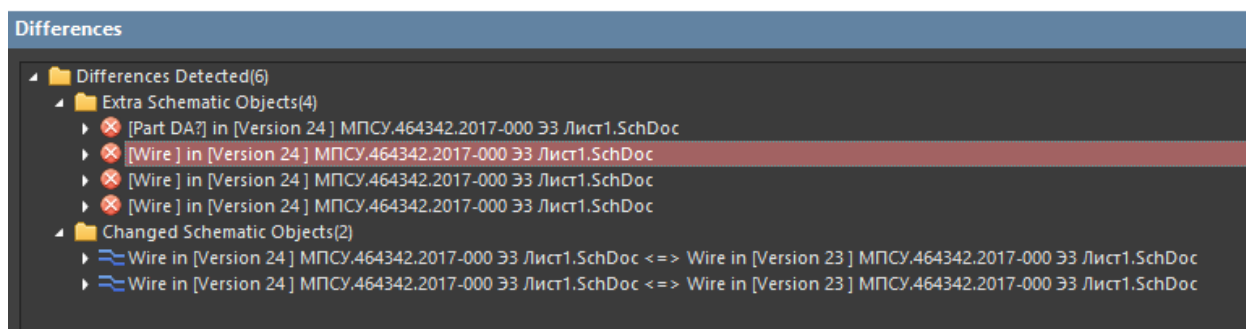 Differences
Differences Detected(6)
Extra Schematic Objects(4)
[Part DA?] in [Version 24 ] МПСУ.464342.2017-000 Э3 Лист1.SchDoc
[Wire ] in [Version 24 ] МПСУ.464342.2017-000 Э3 Лист1.SchDoc
[Wire ] in [Version 24 ] МПСУ.464342.2017-000 Э3 Лист1.SchDoc
[Wire ] in [Version 24 ] МПСУ.464342.2017-000 Э3 Лист1.SchDoc
Changed Schematic Objects(2)
Wire in [Version 24 ] МПСУ.464342.2017-000 Э3 Лист1.SchDoc <=> Wire in [Version 23 ] МПСУ.464342.2017-000 Э3 Лист1.SchDoc
Wire in [Version 24 ] МПСУ.464342.2017-000 Э3 Лист1.SchDoc <=> Wire in [Version 23 ] МПСУ.464342.2017-000 Э3 Лист1.SchDoc